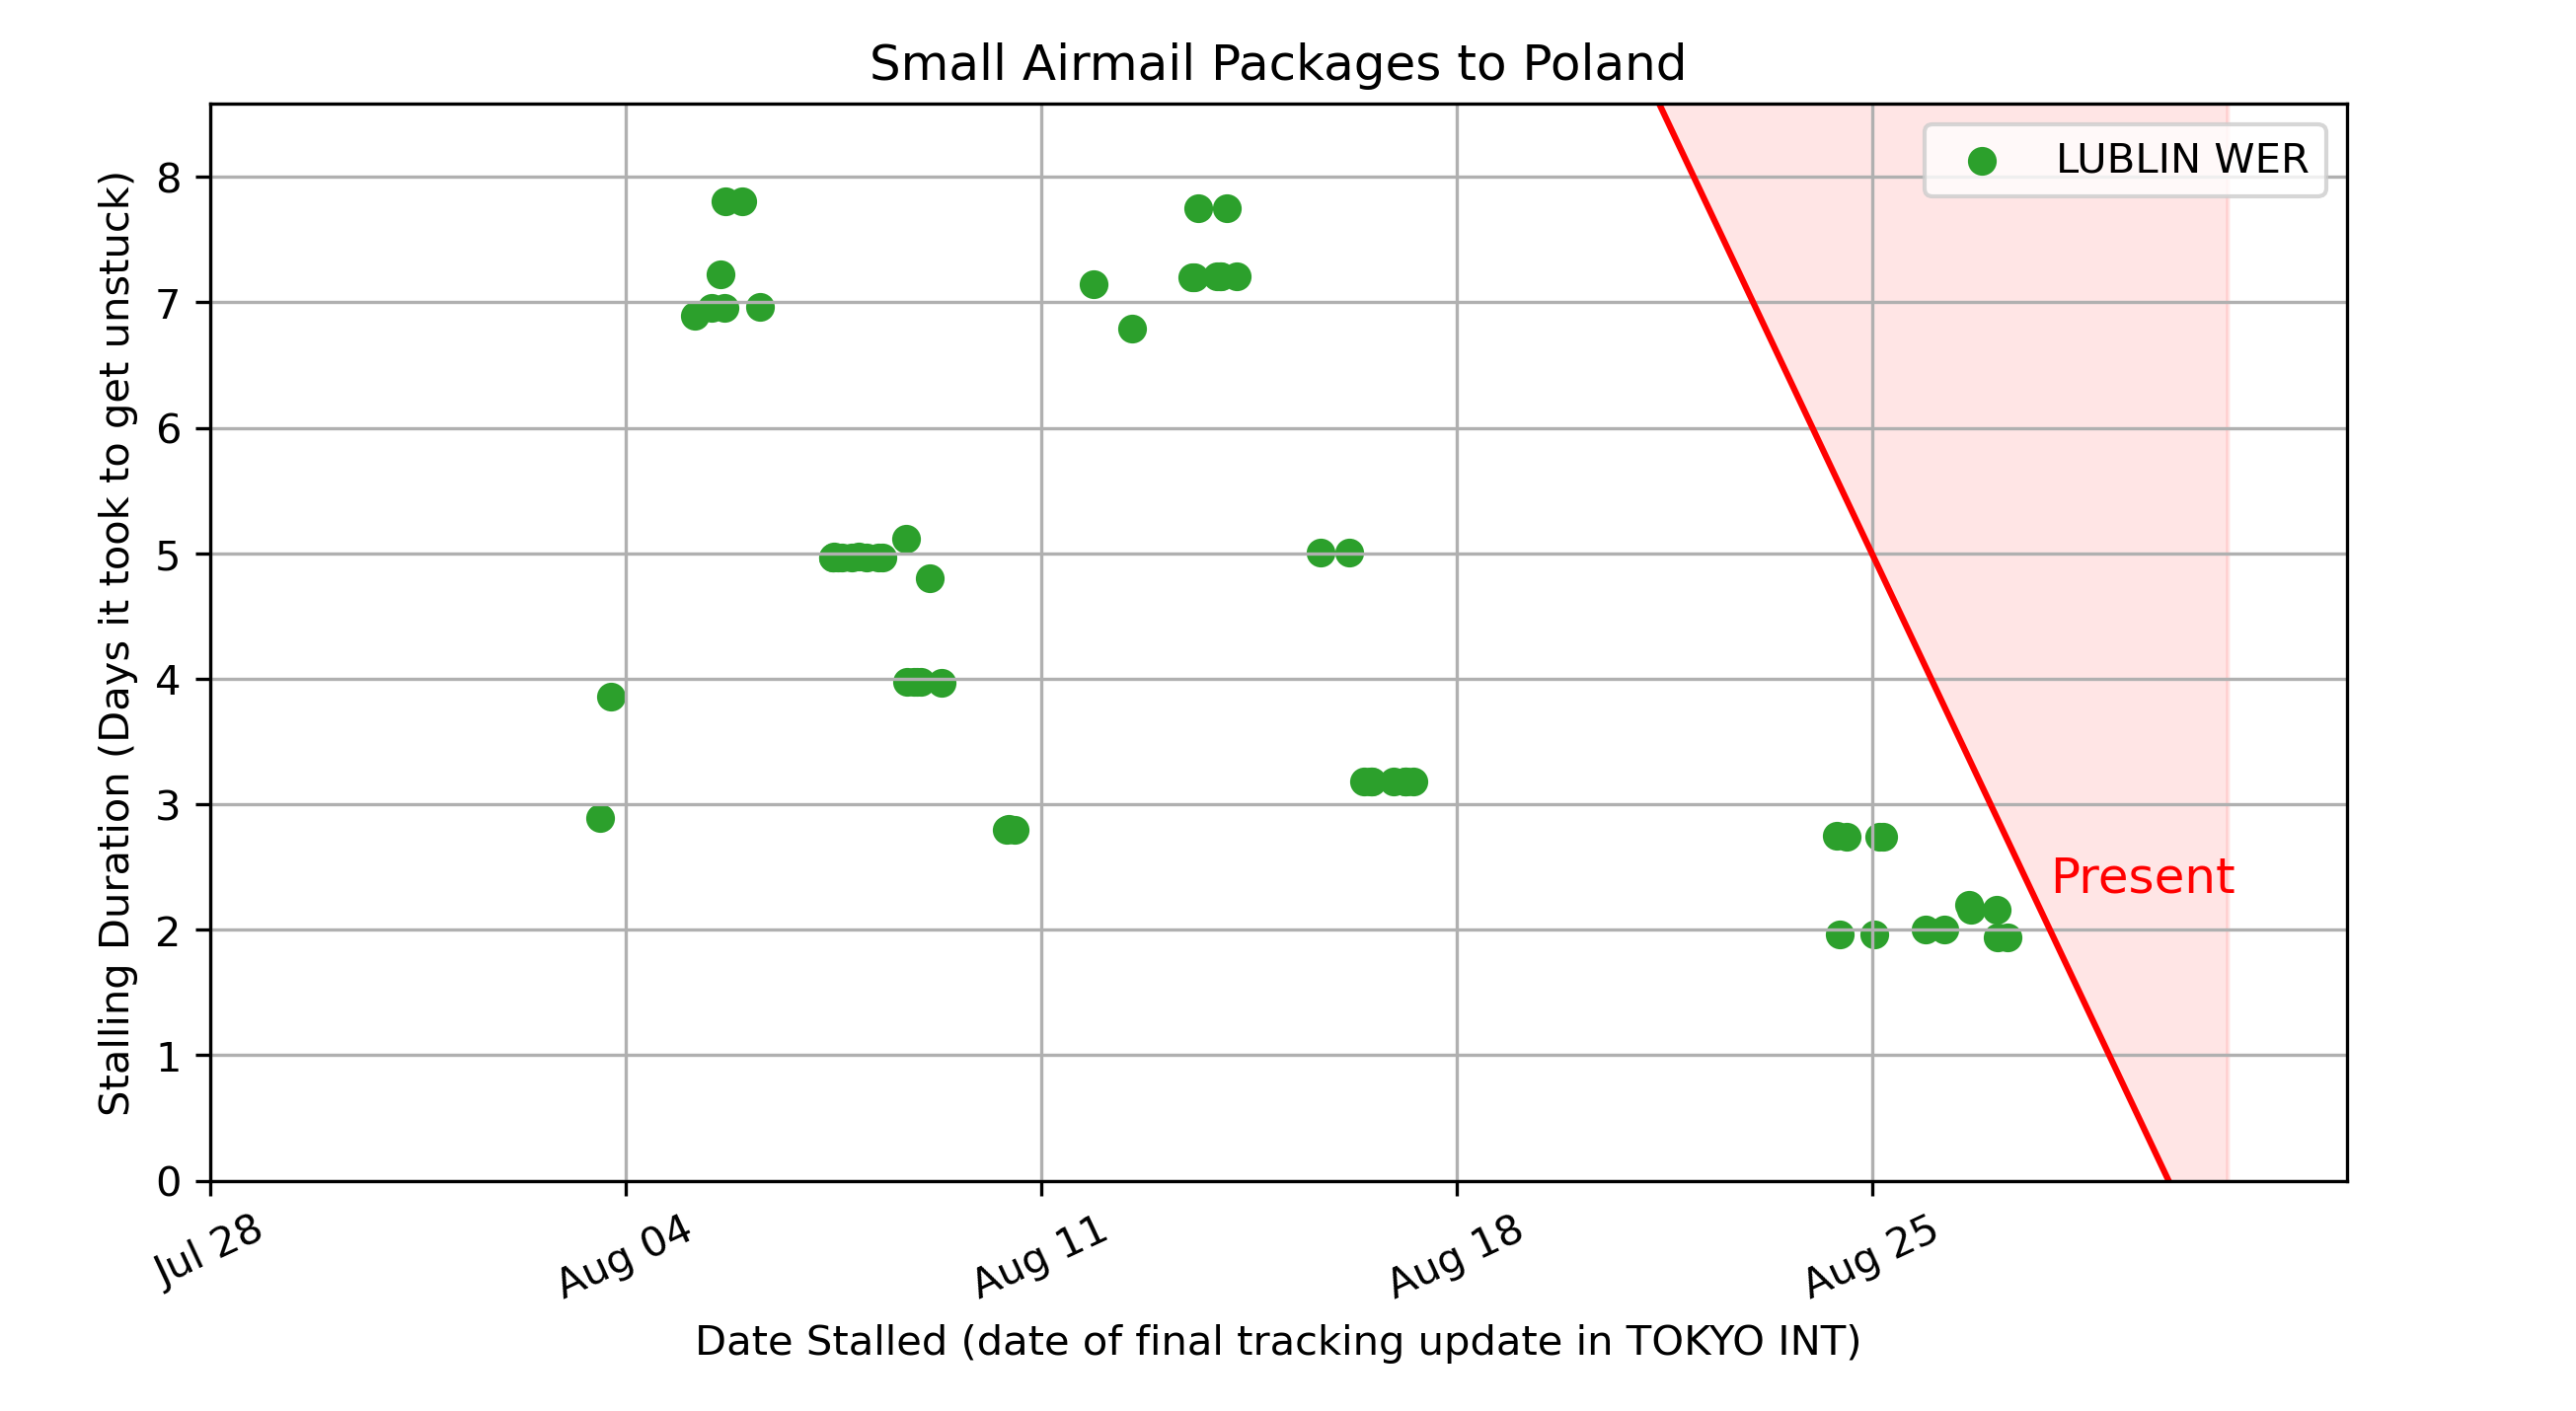 Small Airmail Packages to Poland
LUBLIN WER
Stalling Duration (Days it took to get unstuck)
8
7
6
5
4
3
2
1
0
Present
Jul 28
Aug 04
Aug 11
Aug 18
Aug 25
Date Stalled (date of final tracking update in TOKYO INT)